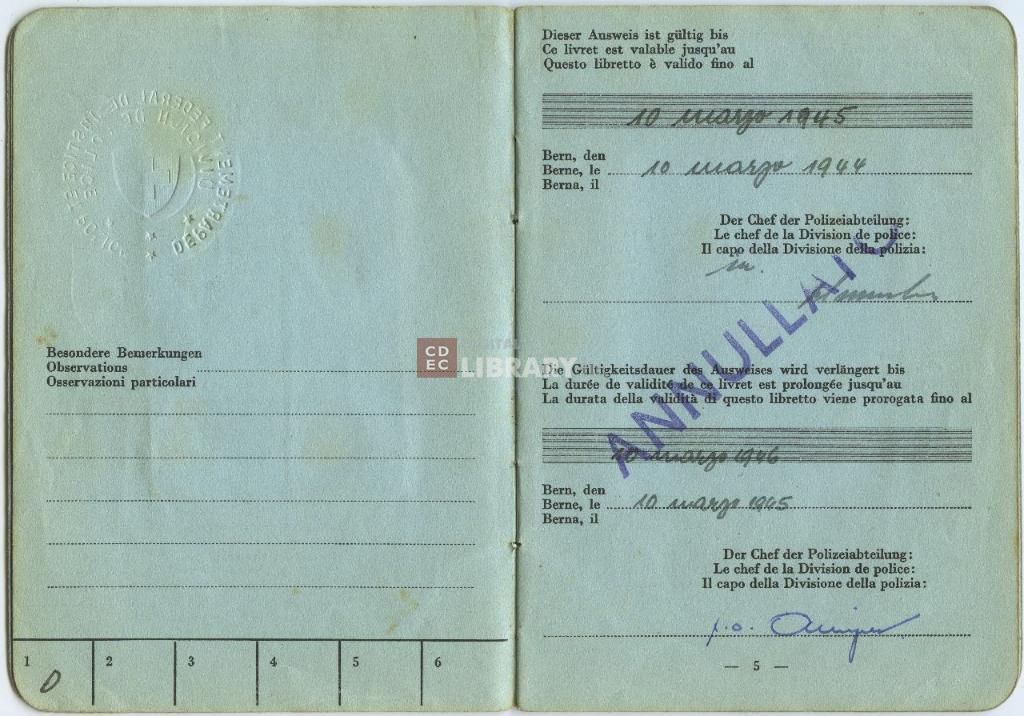 Besondere Bemerkungen
Observations
Osservazioni particolari
1
2
3
4
5
6
CD
EC
DIGITAL
LIBRARY
Dieser Ausweis ist gültig bis
Ce livret est valable jusqu'au
Questo libretto è valido fino al
10 marzo 1945
Bern, den
Berne, le 10 marzo 1944
Berna, il
Der Chef der Polizeiabteilung:
Le chef de la Division de police:
Il capo della Divisione della polizia:
ANNULLATO
Die Gültigkeitsdauer des Ausweises wird verlängert bis
La durée de validité de ce livret est prolongée jusqu'au
La durata della validità di questo libretto viene prorogata fino al
10 marzo 1946
Bern, den
Berne, le 10 marzo 1945
Berna, il
Der Chef der Polizeiabteilung:
Le chef de la Division de police:
Il capo della Divisione della polizia:
— 5 —